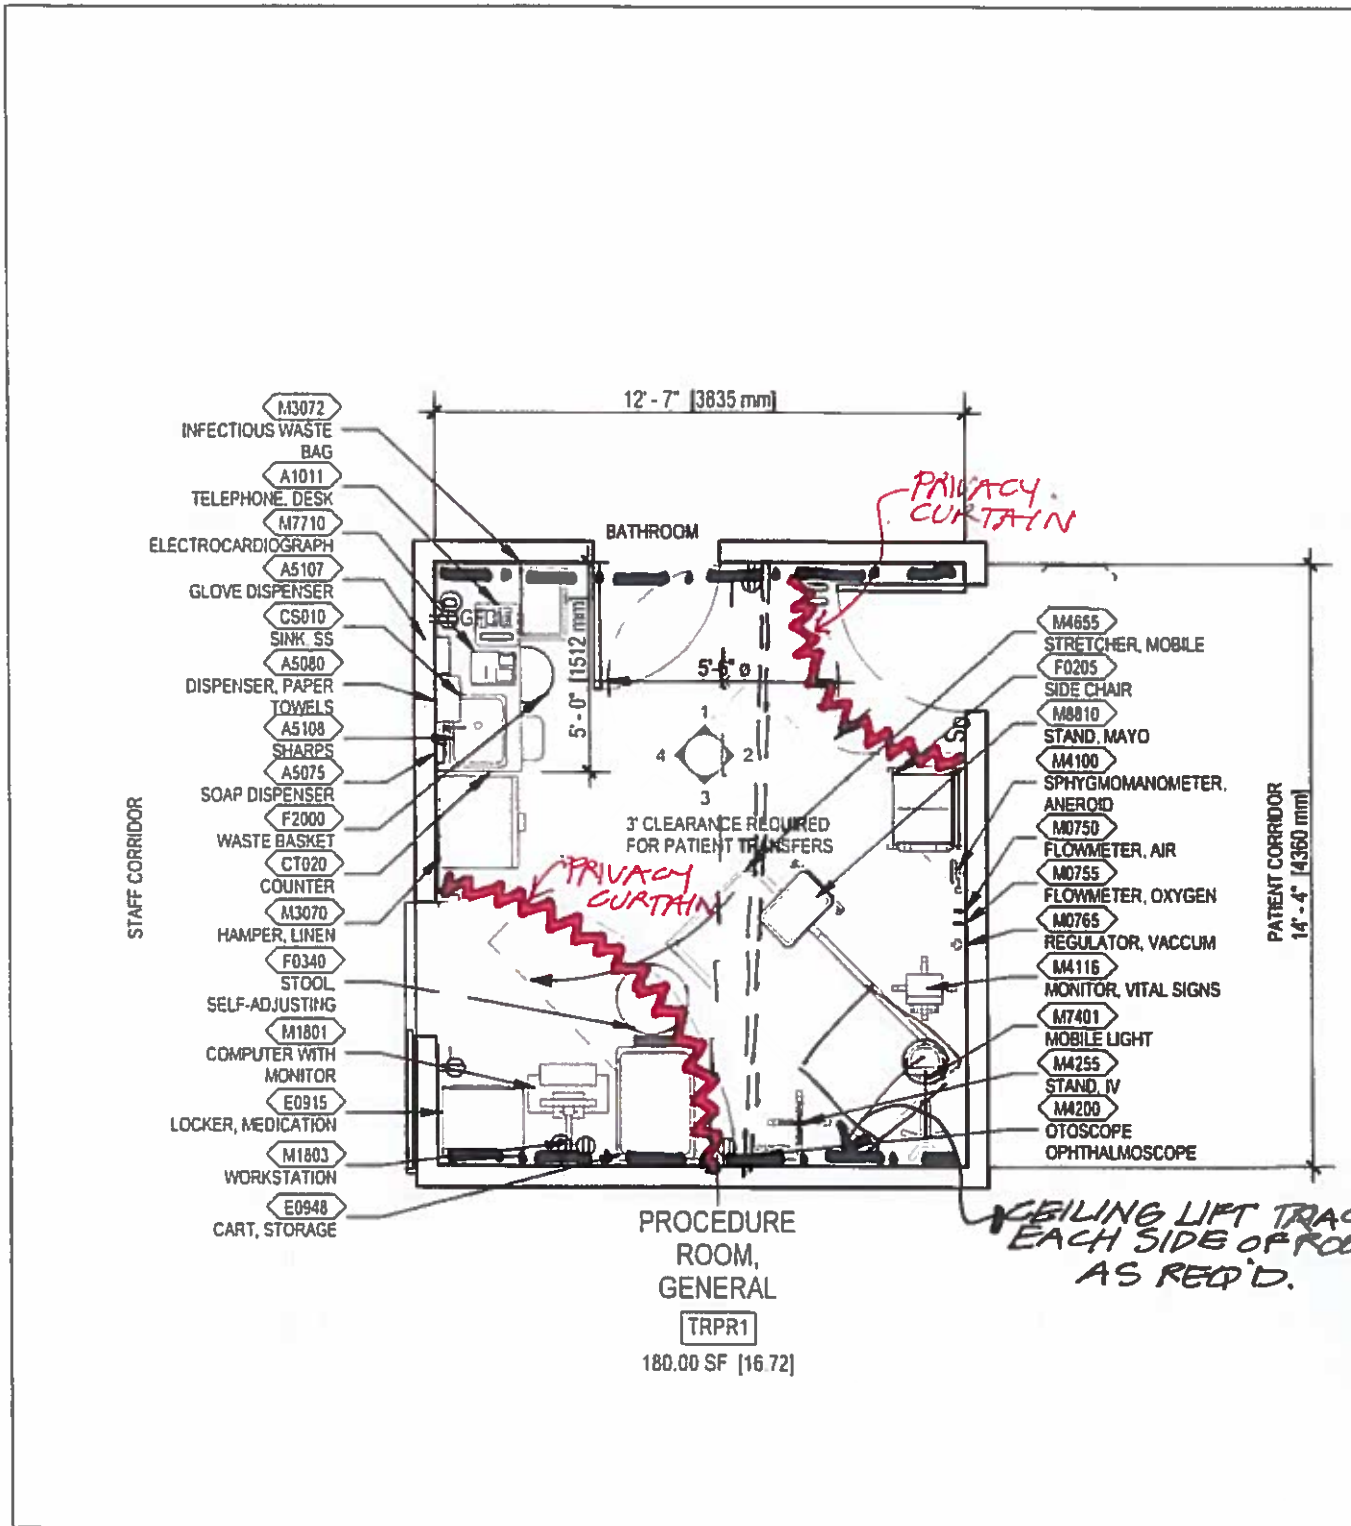 12' - 7" [3835 mm]
M3072
INFECTIOUS WASTE
BAG
A1011
TELEPHONE, DESK
M7710
ELECTROCARDIOGRAPH
A5107
GLOVE DISPENSER
CS010
SINK, SS
A5080
DISPENSER, PAPER
TOWELS
A5108
SHARPS
A5075
SOAP DISPENSER
F2000
WASTE BASKET
CT020
COUNTER
M3070
HAMPER, LINEN
F0340
STOOL,
SELF-ADJUSTING
M1801
COMPUTER WITH
MONITOR
E0915
LOCKER, MEDICATION
M1803
WORKSTATION
E0948
CART, STORAGE
STAFF CORRIDOR
BATHROOM
PRIVACY
CURTAIN
GFCI
5'- 0" [1512 mm]
5'-6" ø
1
4
2
3
3' CLEARANCE REQUIRED
FOR PATIENT TRANSFERS
PRIVACY
CURTAIN
M4655
STRETCHER, MOBILE
F0205
SIDE CHAIR
M8810
STAND, MAYO
M4100
SPHYGMOMANOMETER,
ANEROID
M0750
FLOWMETER, AIR
M0755
FLOWMETER, OXYGEN
M0765
REGULATOR, VACCUM
M4116
MONITOR, VITAL SIGNS
M7401
MOBILE LIGHT
M4255
STAND, IV
M4200
OTOSCOPE
OPHTHALMOSCOPE
PATIENT CORRIDOR
14' - 4" [4360 mm]
CEILING LIFT TRAC
EACH SIDE OF ROO
AS REQ'D.
PROCEDURE
ROOM,
GENERAL
TRPR1
180.00 SF [16.72]